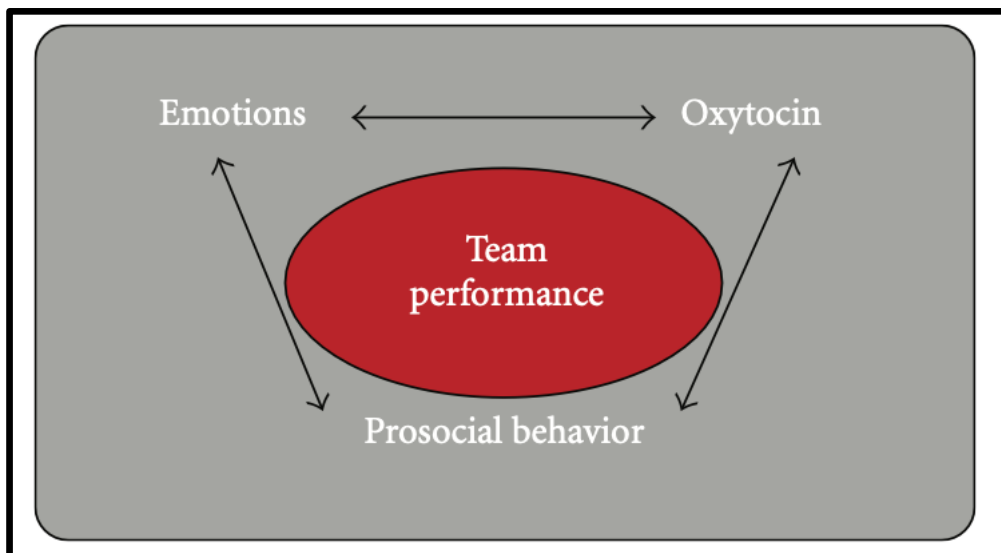 Emotions
Oxytocin
Team
performance
Prosocial behavior